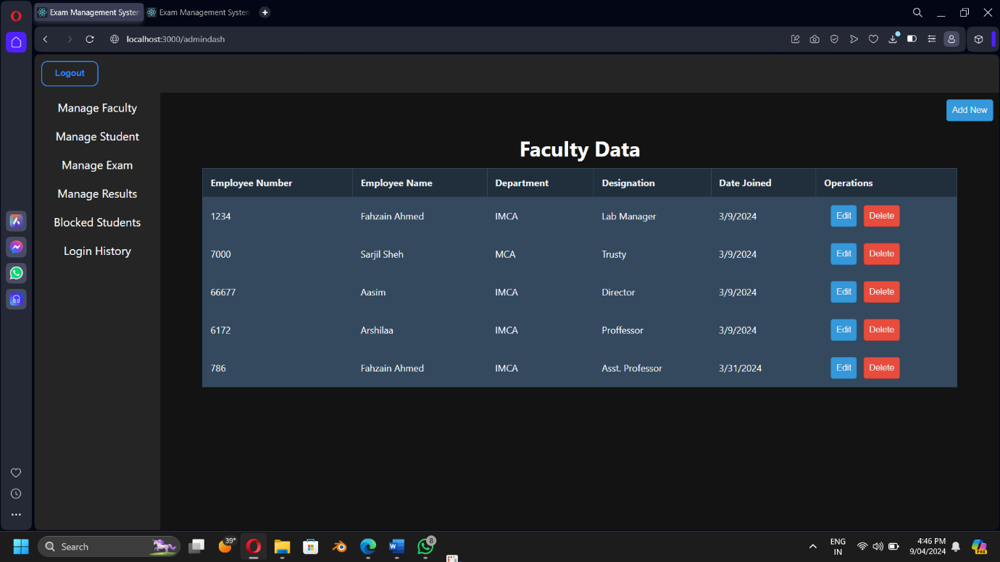 Exam Management System Exam Management System
localhost:3000/admindash
Logout
Manage Faculty
Manage Student
Manage Exam
Manage Results
Blocked Students
Login History
Add New
Faculty Data
Employee Number Employee Name Department Designation Date Joined Operations
1234 Fahzain Ahmed IMCA Lab Manager 3/9/2024 Edit Delete
7000 Sarjil Sheh MCA Trusty 3/9/2024 Edit Delete
66677 Aasim IMCA Director 3/9/2024 Edit Delete
6172 Arshilaa IMCA Proffessor 3/9/2024 Edit Delete
786 Fahzain Ahmed IMCA Asst. Professor 3/31/2024 Edit Delete
Search 39° 8 ENG 4:46 PM
IN 9/04/2024 PRE